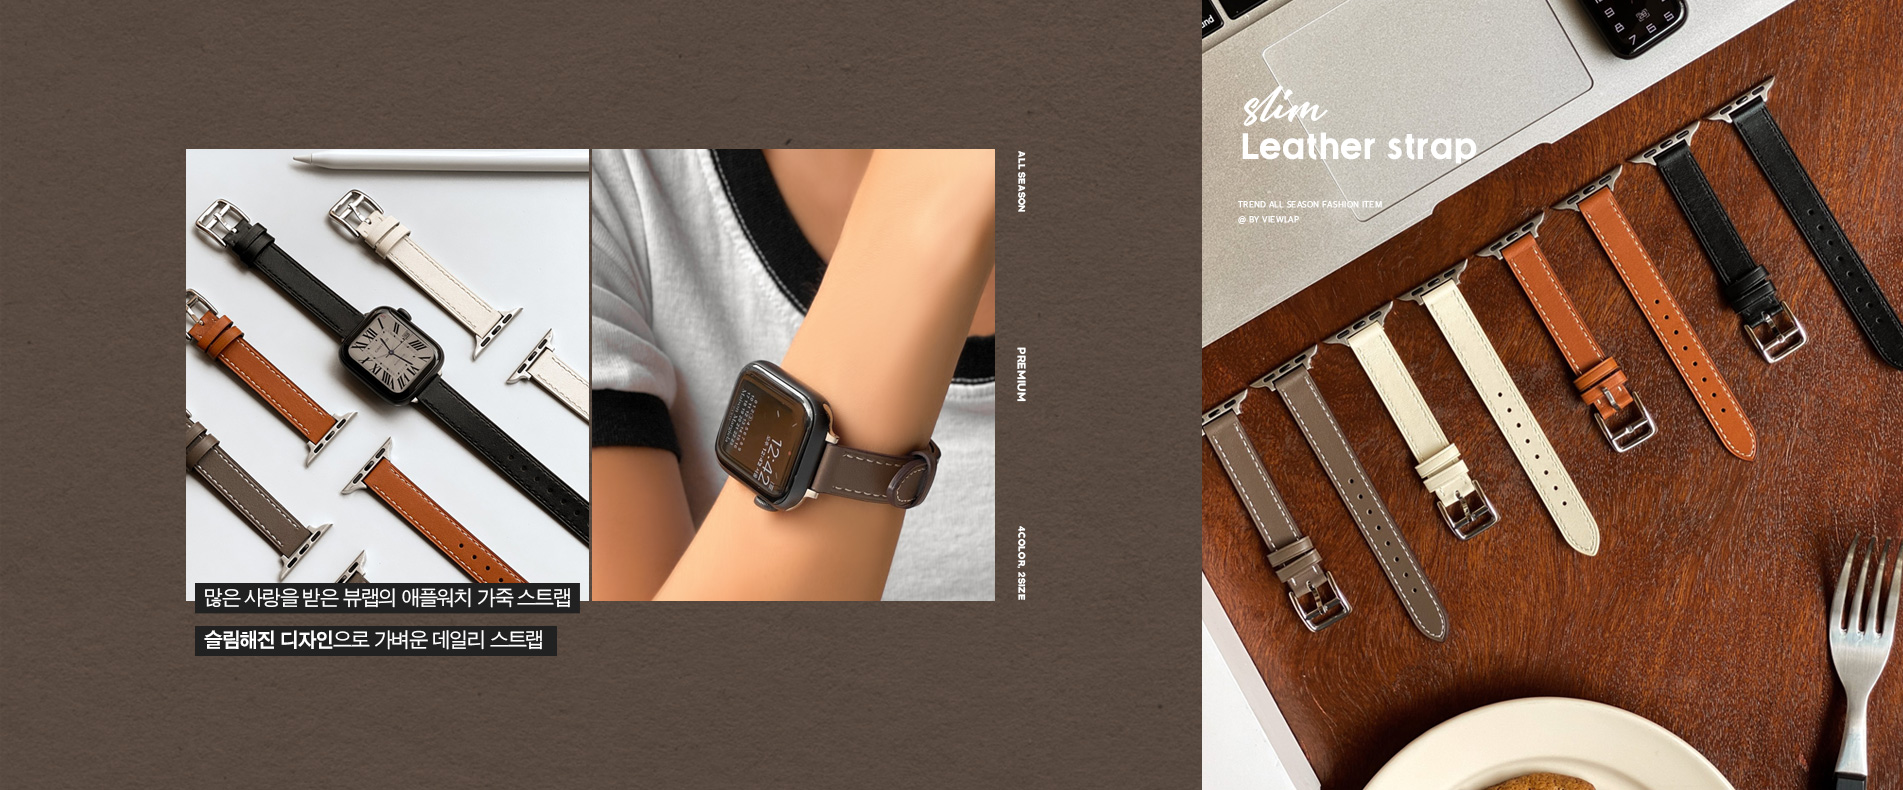 많은 사랑을 받은 뷰랩의 애플워치 가죽 스트랩
슬림해진 디자인으로 가벼운 데일리 스트랩
ALL SEASON
PREMIUM
4COLOR, 2SIZE
slim
Leather strap
TREND ALL SEASON FASHION ITEM
@ BY VIEWLAP
12:42